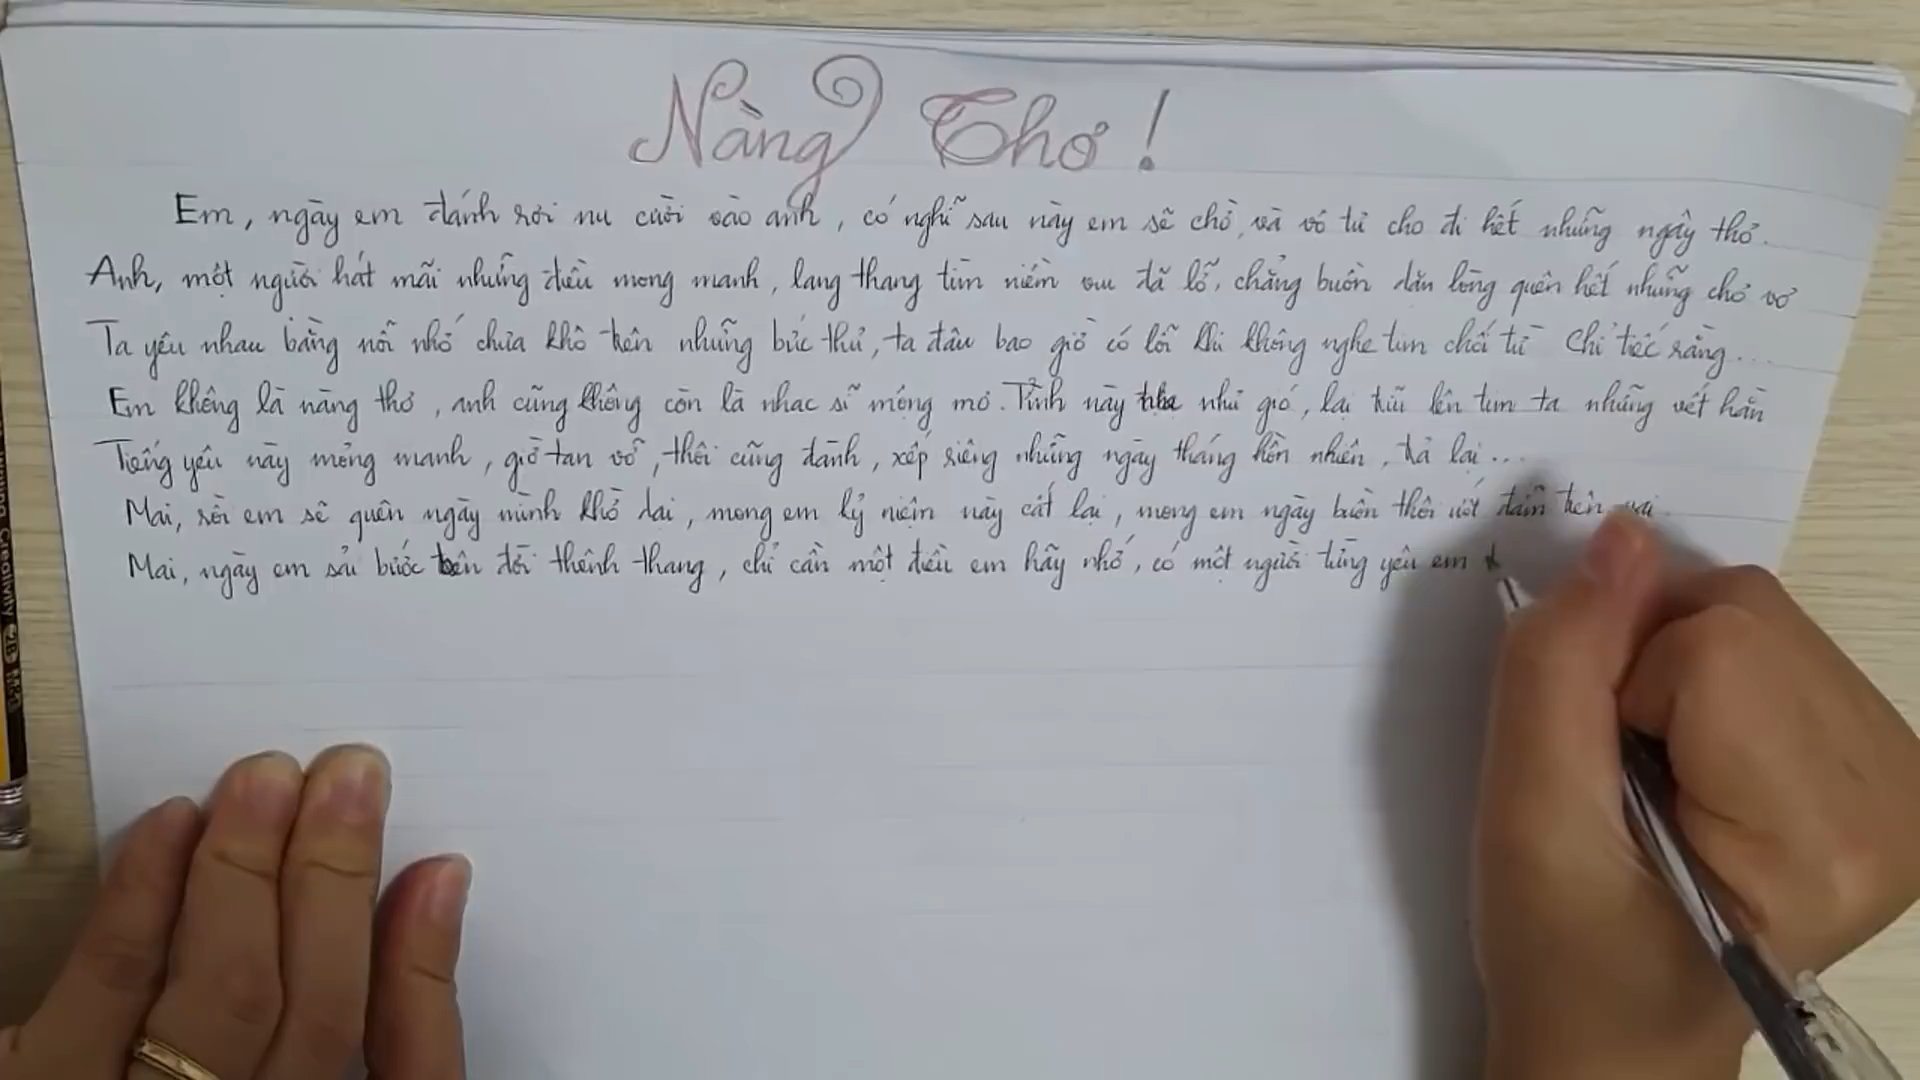 Nàng Thơ!
Em, ngày em đánh rơi nụ cười vào anh, có nghĩ sau này em sẽ chờ, và vô tư cho đi hết những ngây thơ.
Anh, một người hát mãi những điều mong manh, lang thang tìm niềm vui đã lỡ, chẳng buồn dặn lòng quên hết những chơ vơ
Ta yêu nhau bằng nỗi nhớ chưa khô trên những bức thư, ta đâu bao giờ có lỗi khi không nghe tim chối từ Chỉ tiếc rằng...
Em không là nàng thơ, anh cũng không còn là nhạc sĩ mộng mơ. Tình này như gió, lại trĩu lên tim ta những vết hằn
Tiếng yêu này mỏng manh, giờ tan vỡ, thôi cũng đành, xếp riêng những ngày tháng hồn nhiên, trả lại...
Mai, rồi em sẽ quên ngày mình khờ dại, mong em kỷ niệm này cất lại, mong em ngày buồn thôi ướt đẫm trên vai.
Mai, ngày em sải bước bên đời thênh thang, chỉ cần một điều em hãy nhớ, có một người từng yêu em
2B